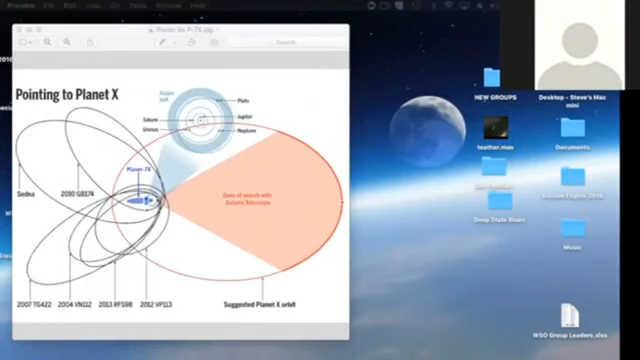 Preview
Planet for P-7X.jpg
Search
Pointing to Planet X
Kuiper
belt
Pluto
Saturn
Jupiter
Uranus
Neptune
Planet-7X
Sedna
2010 GB174
Zone of search with
Subaru Telescope
2007 TG422
2004 VN112
2013 RF98
2012 VP113
Suggested Planet X orbit
NEW GROUPS
Desktop - Steve's Mac
mini
teather.mov
Documents
Deep State Blues
Music
WSO Group Leaders.xlsx